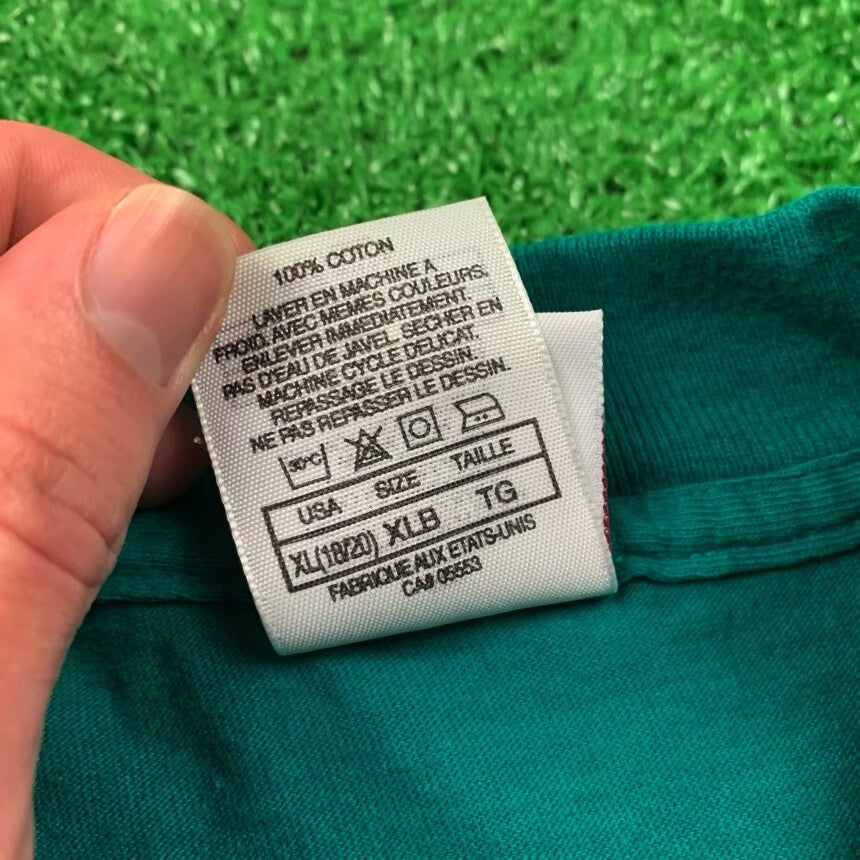 100% COTON
LAVER EN MACHINE A
FROID, AVEC MEMES COULEURS.
ENLEVER IMMEDIATEMENT.
PAS D'EAU DE JAVEL. SECHER EN
MACHINE CYCLE DELICAT.
REPASSAGE LE DESSIN.
NE PAS REPASSER LE DESSIN.
30°C
USA SIZE TAILLE
XL(18/20) XLB TG
FABRIQUE AUX ETATS-UNIS
CA# 05553